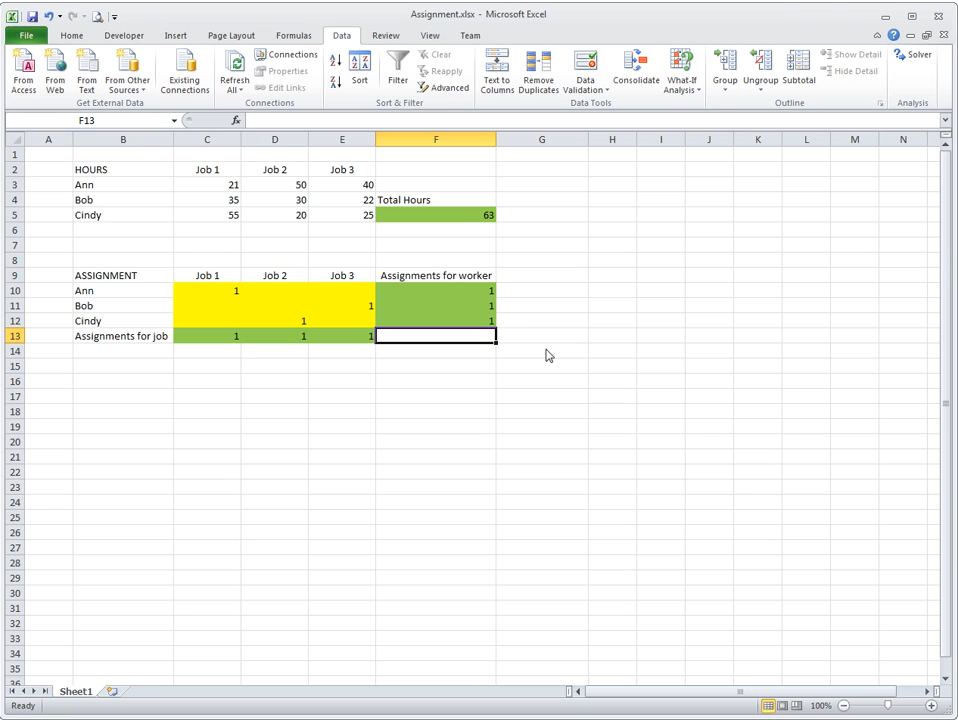 Assignment.xlsx - Microsoft Excel
File Home Developer Insert Page Layout Formulas Data Review View Team
From Access
From Web
From Text
From Other Sources
Existing Connections
Get External Data
Refresh All
Connections
Properties
Edit Links
Connections
A Z
Z A
Sort
Filter
Clear
Reapply
Advanced
Sort & Filter
Text to Columns
Remove Duplicates
Data Validation
Consolidate
What-If Analysis
Data Tools
Group
Ungroup
Subtotal
Show Detail
Hide Detail
Outline
Solver
Analysis
F13 fx
A B C D E F G H I J K L M N
1
2 HOURS Job 1 Job 2 Job 3
3 Ann 21 50 40
4 Bob 35 30 22 Total Hours
5 Cindy 55 20 25 63
6
7
8
9 ASSIGNMENT Job 1 Job 2 Job 3 Assignments for worker
10 Ann 1 1
11 Bob 1 1
12 Cindy 1 1
13 Assignments for job 1 1 1
14
15
16
17
18
19
20
21
22
23
24
25
26
27
28
29
30
31
32
33
34
35
36
Sheet1
Ready 100%